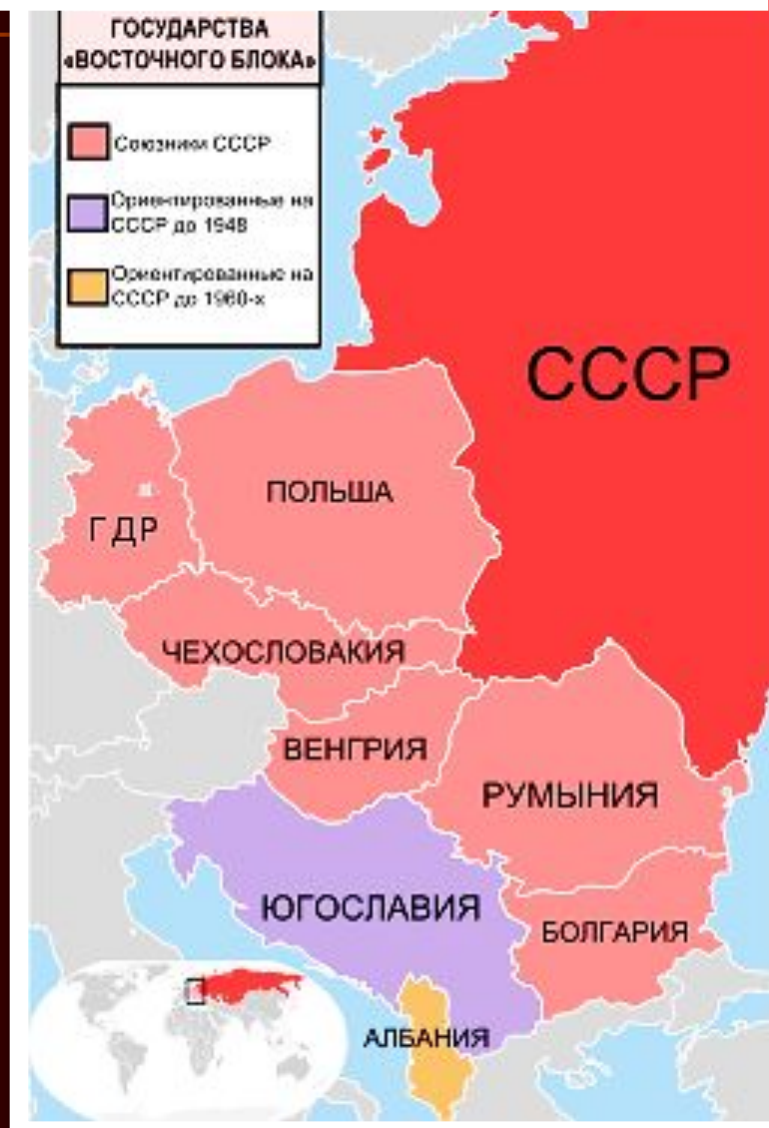 ГОСУДАРСТВА
«ВОСТОЧНОГО БЛОКА»
Союзники СССР
Ориентированные на
СССР до 1948
Ориентированные на
СССР до 1960-х
СССР
ПОЛЬША
ГДР
ЧЕХОСЛОВАКИЯ
ВЕНГРИЯ
РУМЫНИЯ
ЮГОСЛАВИЯ
БОЛГАРИЯ
АЛБАНИЯ